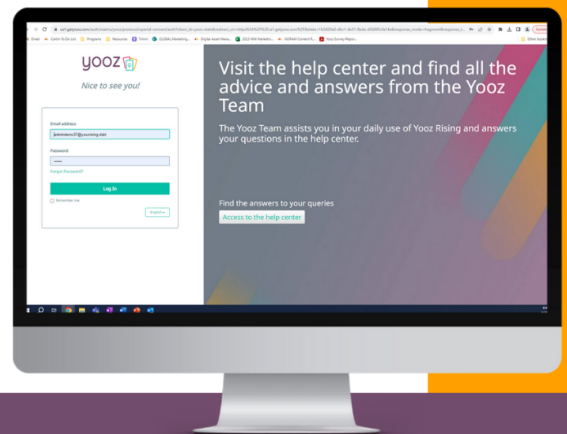 yooz
Nice to see you!
Email address
Password
Forgot Password?
Log In
Remember me
English
Visit the help center and find all the
advice and answers from the Yooz
Team
The Yooz Team assists you in your daily use of Yooz Rising and answers
your questions in the help center.
Find the answers to your queries
Access to the help center